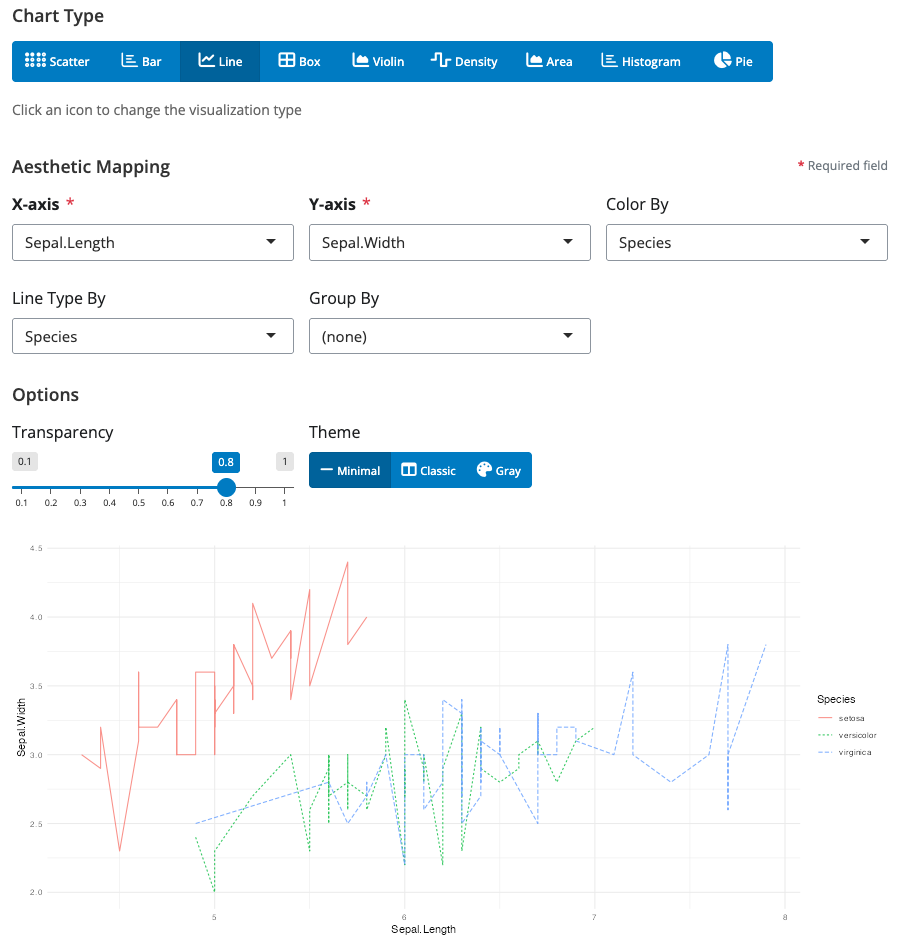 Chart Type
Scatter Bar Line Box Violin Density Area Histogram Pie
Click an icon to change the visualization type
Aesthetic Mapping * Required field
X-axis * Y-axis * Color By
Sepal.Length Sepal.Width Species
Line Type By Group By
Species (none)
Options
Transparency Theme
0.1 0.8 1
Minimal Classic Gray
0.1 0.2 0.3 0.4 0.5 0.6 0.7 0.8 0.9 1
4.5
4.0
3.5
3.0
2.5
2.0
Sepal.Width
5 6 7 8
Sepal.Length
Species
setosa
versicolor
virginica